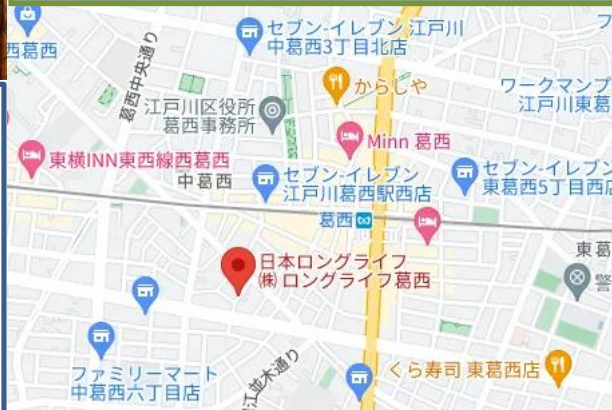 セブン-イレブン 江戸川
中葛西3丁目北店
西葛西
葛西中央通り
からしや
ワークマンプ
江戸川東葛
江戸川区役所
葛西事務所
Minn 葛西
東横INN東西線西葛西
中葛西
セブン-イレブン
江戸川葛西駅西店
セブン-イレブン
東葛西5丁目西店
葛西
日本ロングライフ
㈱ ロングライフ葛西
東葛
警
ファミリーマート
中葛西六丁目店
江並木通り
くら寿司 東葛西店